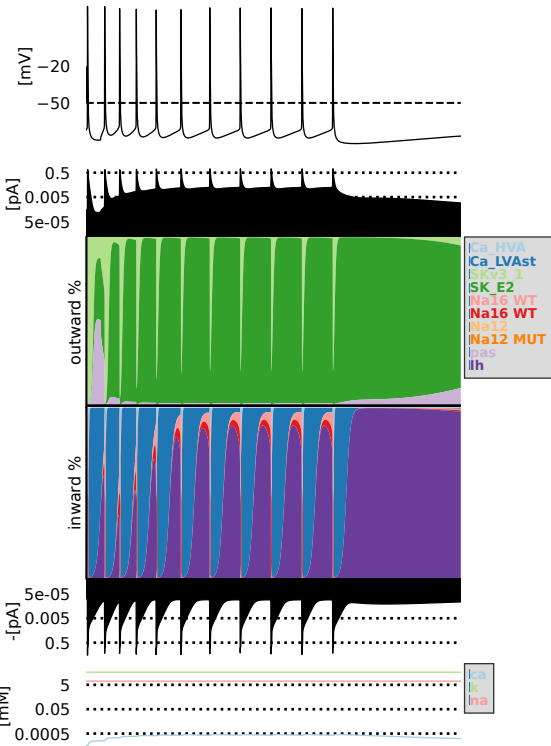 [mV]
−20
−50
[pA]
0.5
0.005
5e-05
outward %
Ca_HVA
Ca_LVAst
SKv3_1
SK_E2
Na16 WT
Na16 WT
Na12
Na12 MUT
pas
Ih
inward %
-[pA]
5e-05
0.005
0.5
[mM]
5
0.05
0.0005
ca
k
na